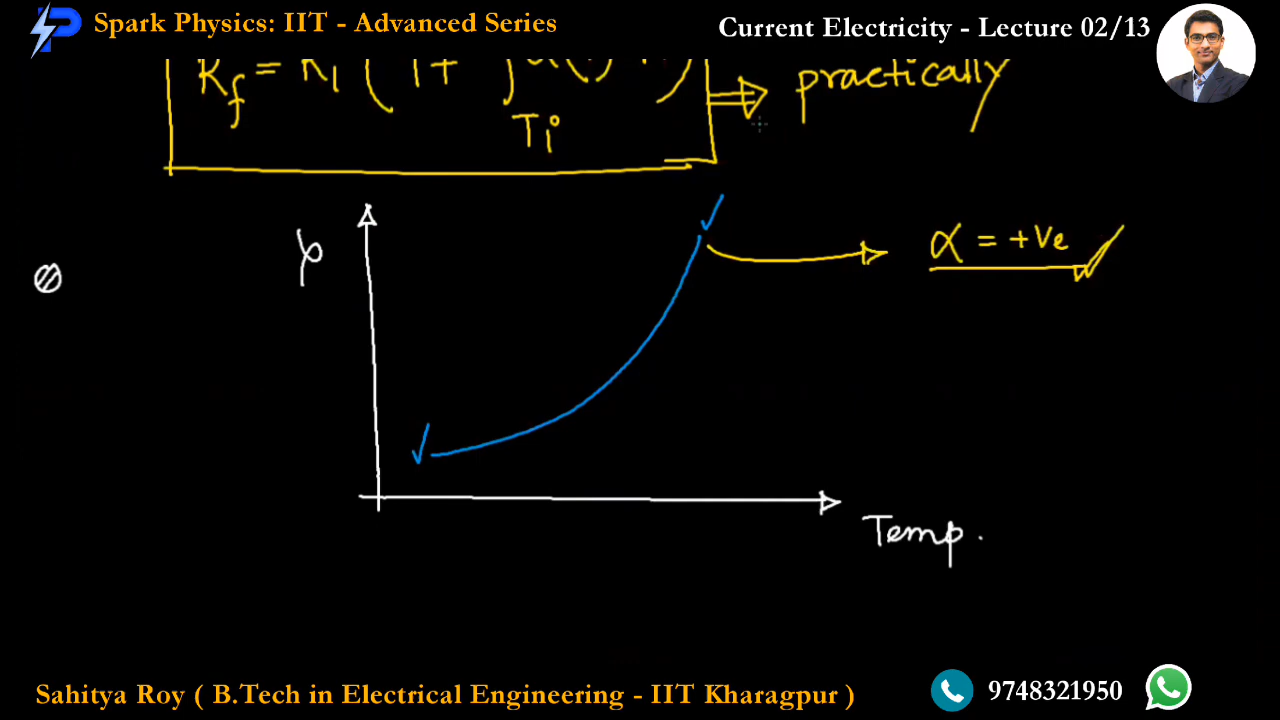 Spark Physics: IIT - Advanced Series
Current Electricity - Lecture 02/13
practically
Ti
ρ
α = +Ve
Temp.
Sahitya Roy ( B.Tech in Electrical Engineering - IIT Kharagpur )
9748321950